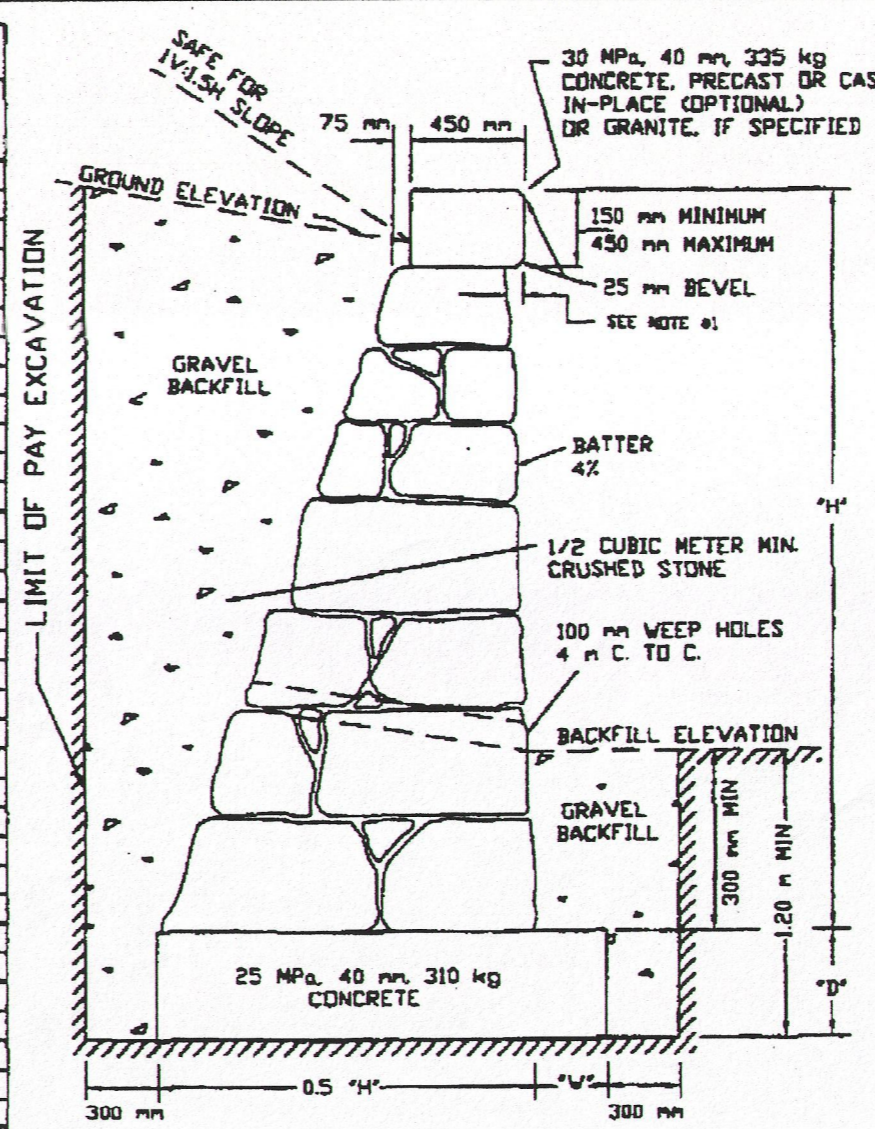 SAFE FOR
1V:1.5H SLOPE
75 mm
450 mm
30 MPa, 40 mm, 335 kg
CONCRETE, PRECAST OR CAS
IN-PLACE (OPTIONAL)
OR GRANITE, IF SPECIFIED
GROUND ELEVATION
150 mm MINIMUM
450 mm MAXIMUM
25 mm BEVEL
SEE NOTE #1
LIMIT OF PAY EXCAVATION
GRAVEL
BACKFILL
BATTER
4%
"H"
1/2 CUBIC METER MIN.
CRUSHED STONE
100 mm WEEP HOLES
4 m C. TO C.
BACKFILL ELEVATION
GRAVEL
BACKFILL
300 mm MIN
1.20 m MIN
25 MPa, 40 mm, 310 kg
CONCRETE
"D"
0.5 "H"
"W"
300 mm
300 mm